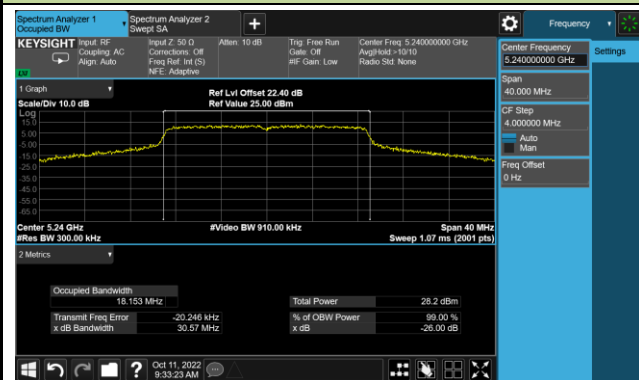 Spectrum Analyzer 1
Occupied BW
Spectrum Analyzer 2
Swept SA
Frequency
KEYSIGHT
Input: RF
Coupling: AC
Align: Auto
Input Z: 50 Ω
Corrections: Off
Freq Ref: Int (S)
NFE: Adaptive
Atten: 10 dB
Trig: Free Run
Gate: Off
#IF Gain: Low
Center Freq: 5.240000000 GHz
Avg|Hold:>10/10
Radio Std: None
Center Frequency
5.240000000 GHz
Settings
Span
40.000 MHz
CF Step
4.000000 MHz
Auto
Man
Freq Offset
0 Hz
1 Graph
Scale/Div 10.0 dB
Ref Lvl Offset 22.40 dB
Ref Value 25.00 dBm
Log
15.0
5.00
-5.00
-15.0
-25.0
-35.0
-45.0
-55.0
-65.0
Center 5.24 GHz
#Res BW 300.00 kHz
#Video BW 910.00 kHz
Span 40 MHz
Sweep 1.07 ms (2001 pts)
2 Metrics
Occupied Bandwidth
18.153 MHz
Total Power 28.2 dBm
Transmit Freq Error -20.246 kHz
% of OBW Power 99.00 %
x dB Bandwidth 30.57 MHz
x dB -26.00 dB
Oct 11, 2022
9:33:23 AM